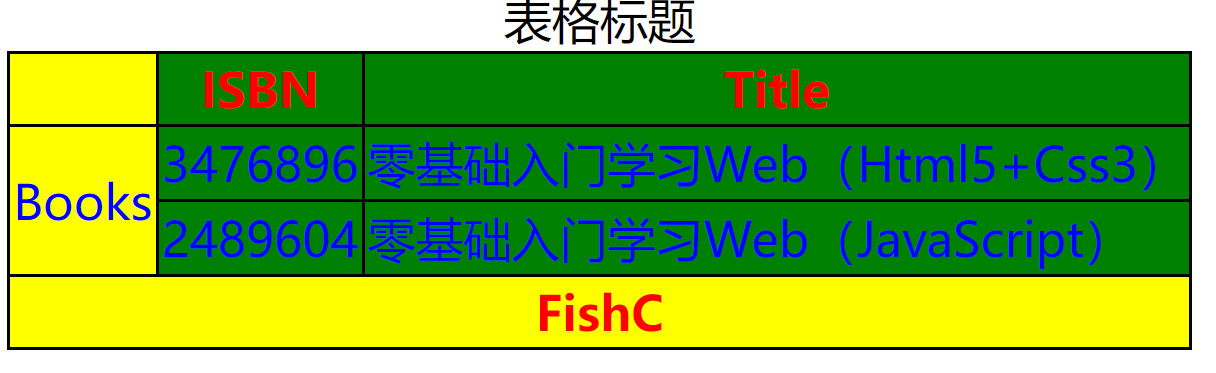 表格标题
ISBN Title
Books 3476896 零基础入门学习Web（Html5+Css3）
2489604 零基础入门学习Web（JavaScript）
FishC